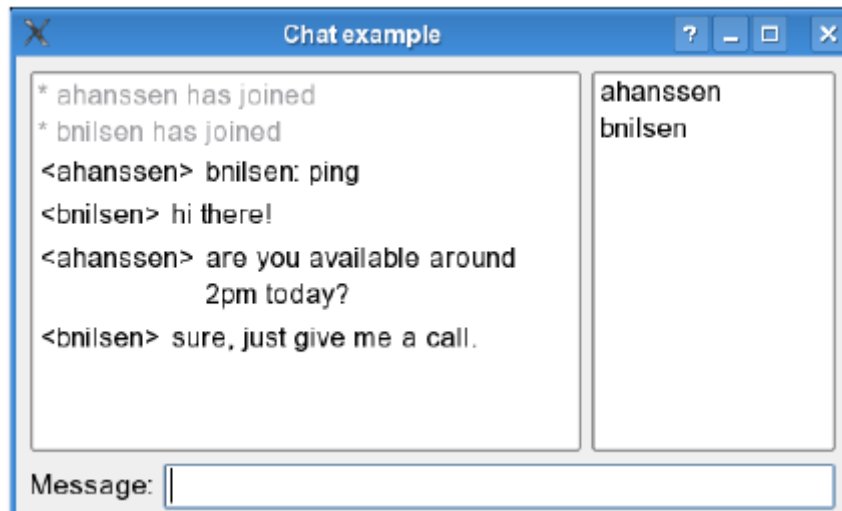 Chat example
* ahanssen has joined
* bnilsen has joined
<ahanssen> bnilsen: ping
<bnilsen> hi there!
<ahanssen> are you available around
2pm today?
<bnilsen> sure, just give me a call.
ahanssen
bnilsen
Message: